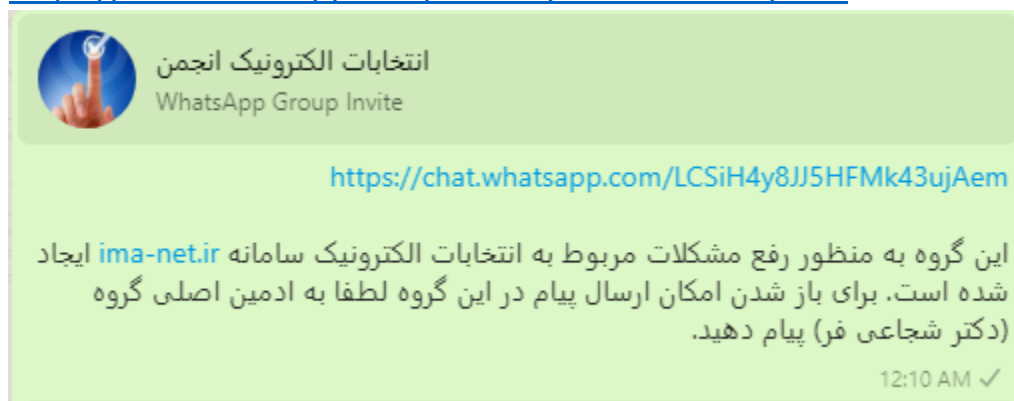 انتخابات الکترونیک انجمن
WhatsApp Group Invite
https://chat.whatsapp.com/LCSiH4y8JJ5HFMk43ujAem
این گروه به منظور رفع مشکلات مربوط به انتخابات الکترونیک سامانه ima-net.ir ایجاد
شده است. برای باز شدن امکان ارسال پیام در این گروه لطفا به ادمین اصلی گروه
(دکتر شجاعی فر) پیام دهید.
12:10 AM ✓